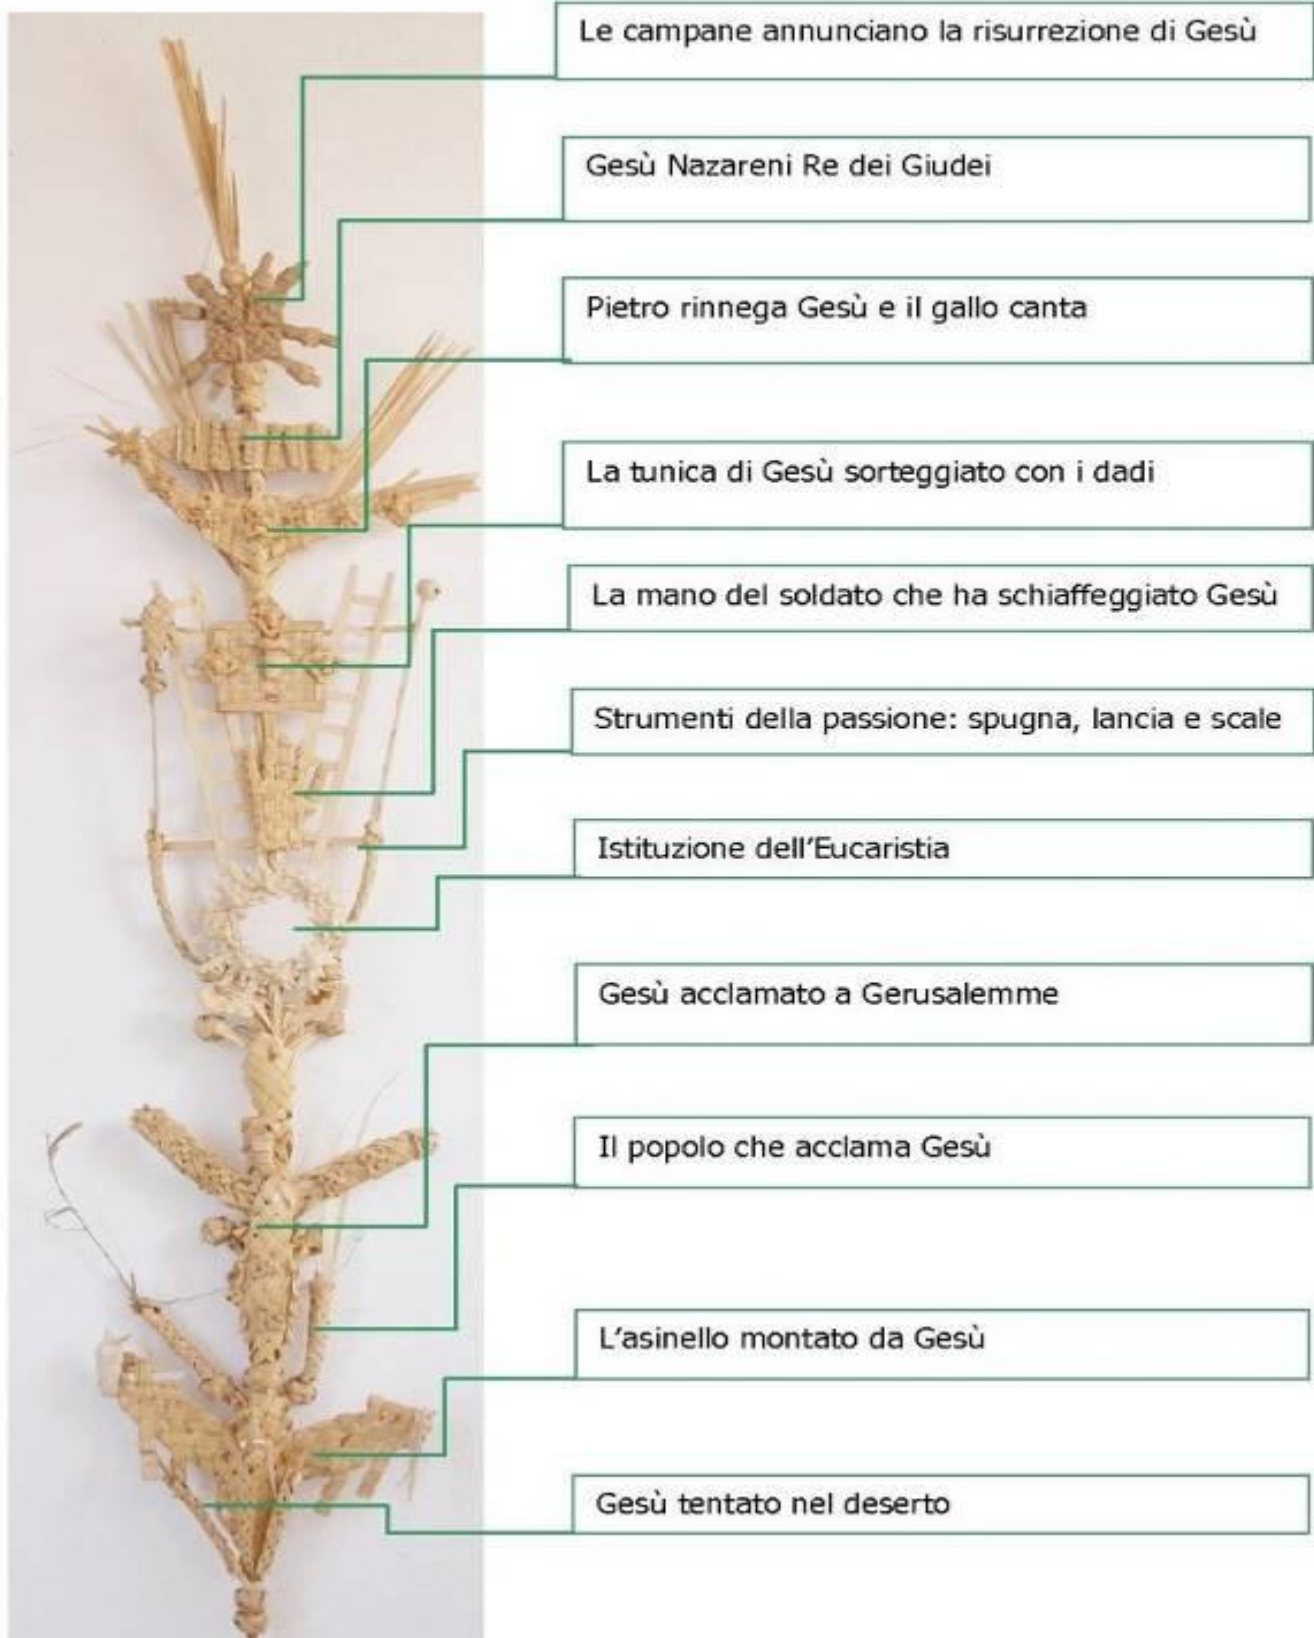 Le campane annunciano la risurrezione di Gesù
Gesù Nazareni Re dei Giudei
Pietro rinnega Gesù e il gallo canta
La tunica di Gesù sorteggiato con i dadi
La mano del soldato che ha schiaffeggiato Gesù
Strumenti della passione: spugna, lancia e scale
Istituzione dell'Eucaristia
Gesù acclamato a Gerusalemme
Il popolo che acclama Gesù
L'asinello montato da Gesù
Gesù tentato nel deserto